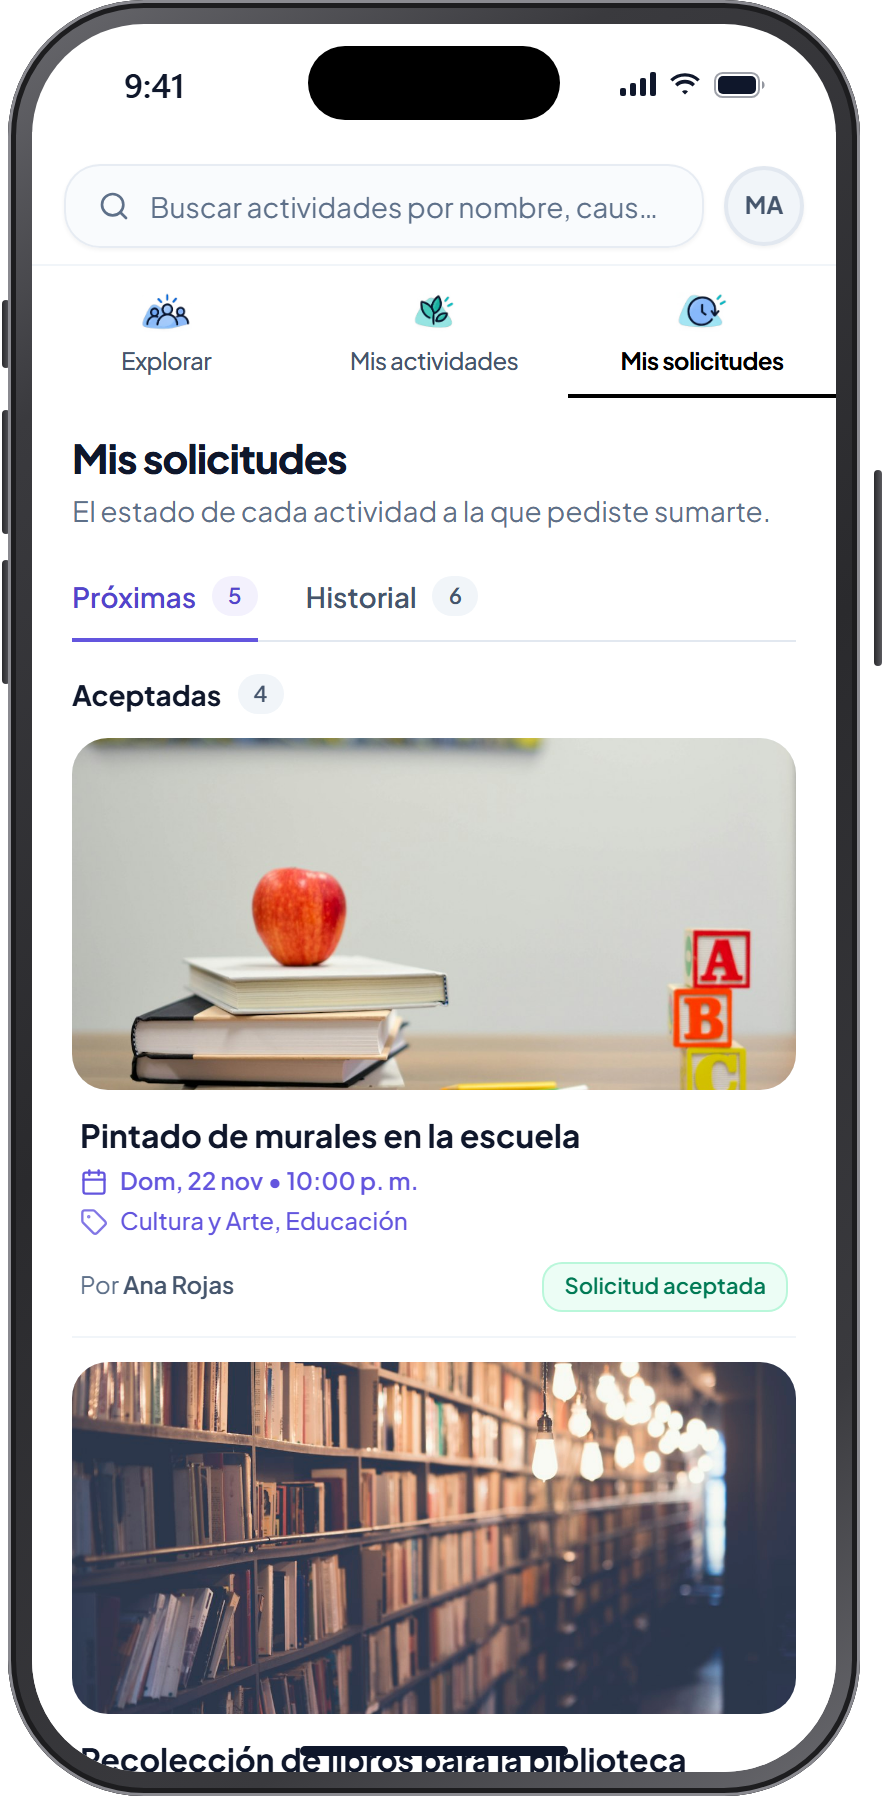 9:41
Buscar actividades por nombre, caus...
MA
Explorar
Mis actividades
Mis solicitudes
Mis solicitudes
El estado de cada actividad a la que pediste sumarte.
Próximas 5
Historial 6
Aceptadas 4
A
B
C
Pintado de murales en la escuela
Dom, 22 nov • 10:00 p. m.
Cultura y Arte, Educación
Por Ana Rojas
Solicitud aceptada
Recolección de libros para la biblioteca